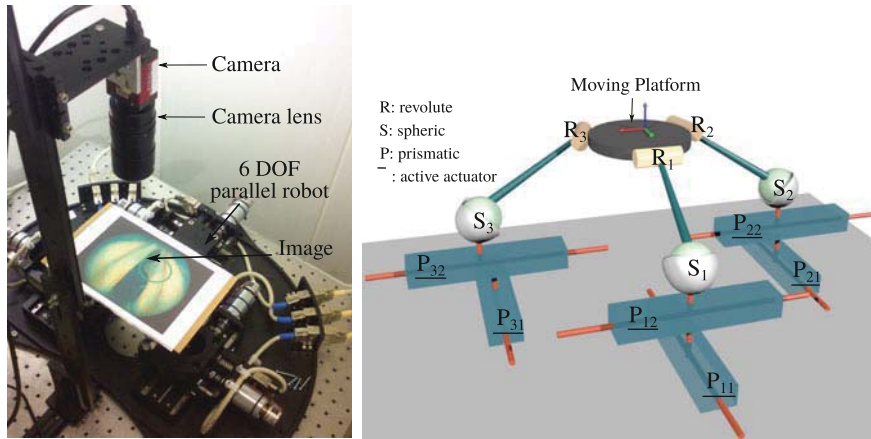 Camera
Camera lens
6 DOF
parallel robot
Image
Moving Platform
R: revolute
S: spheric
P: prismatic
_ : active actuator
R3
R2
R1
S3
S2
S1
P32
P22
P31
P12
P21
P11